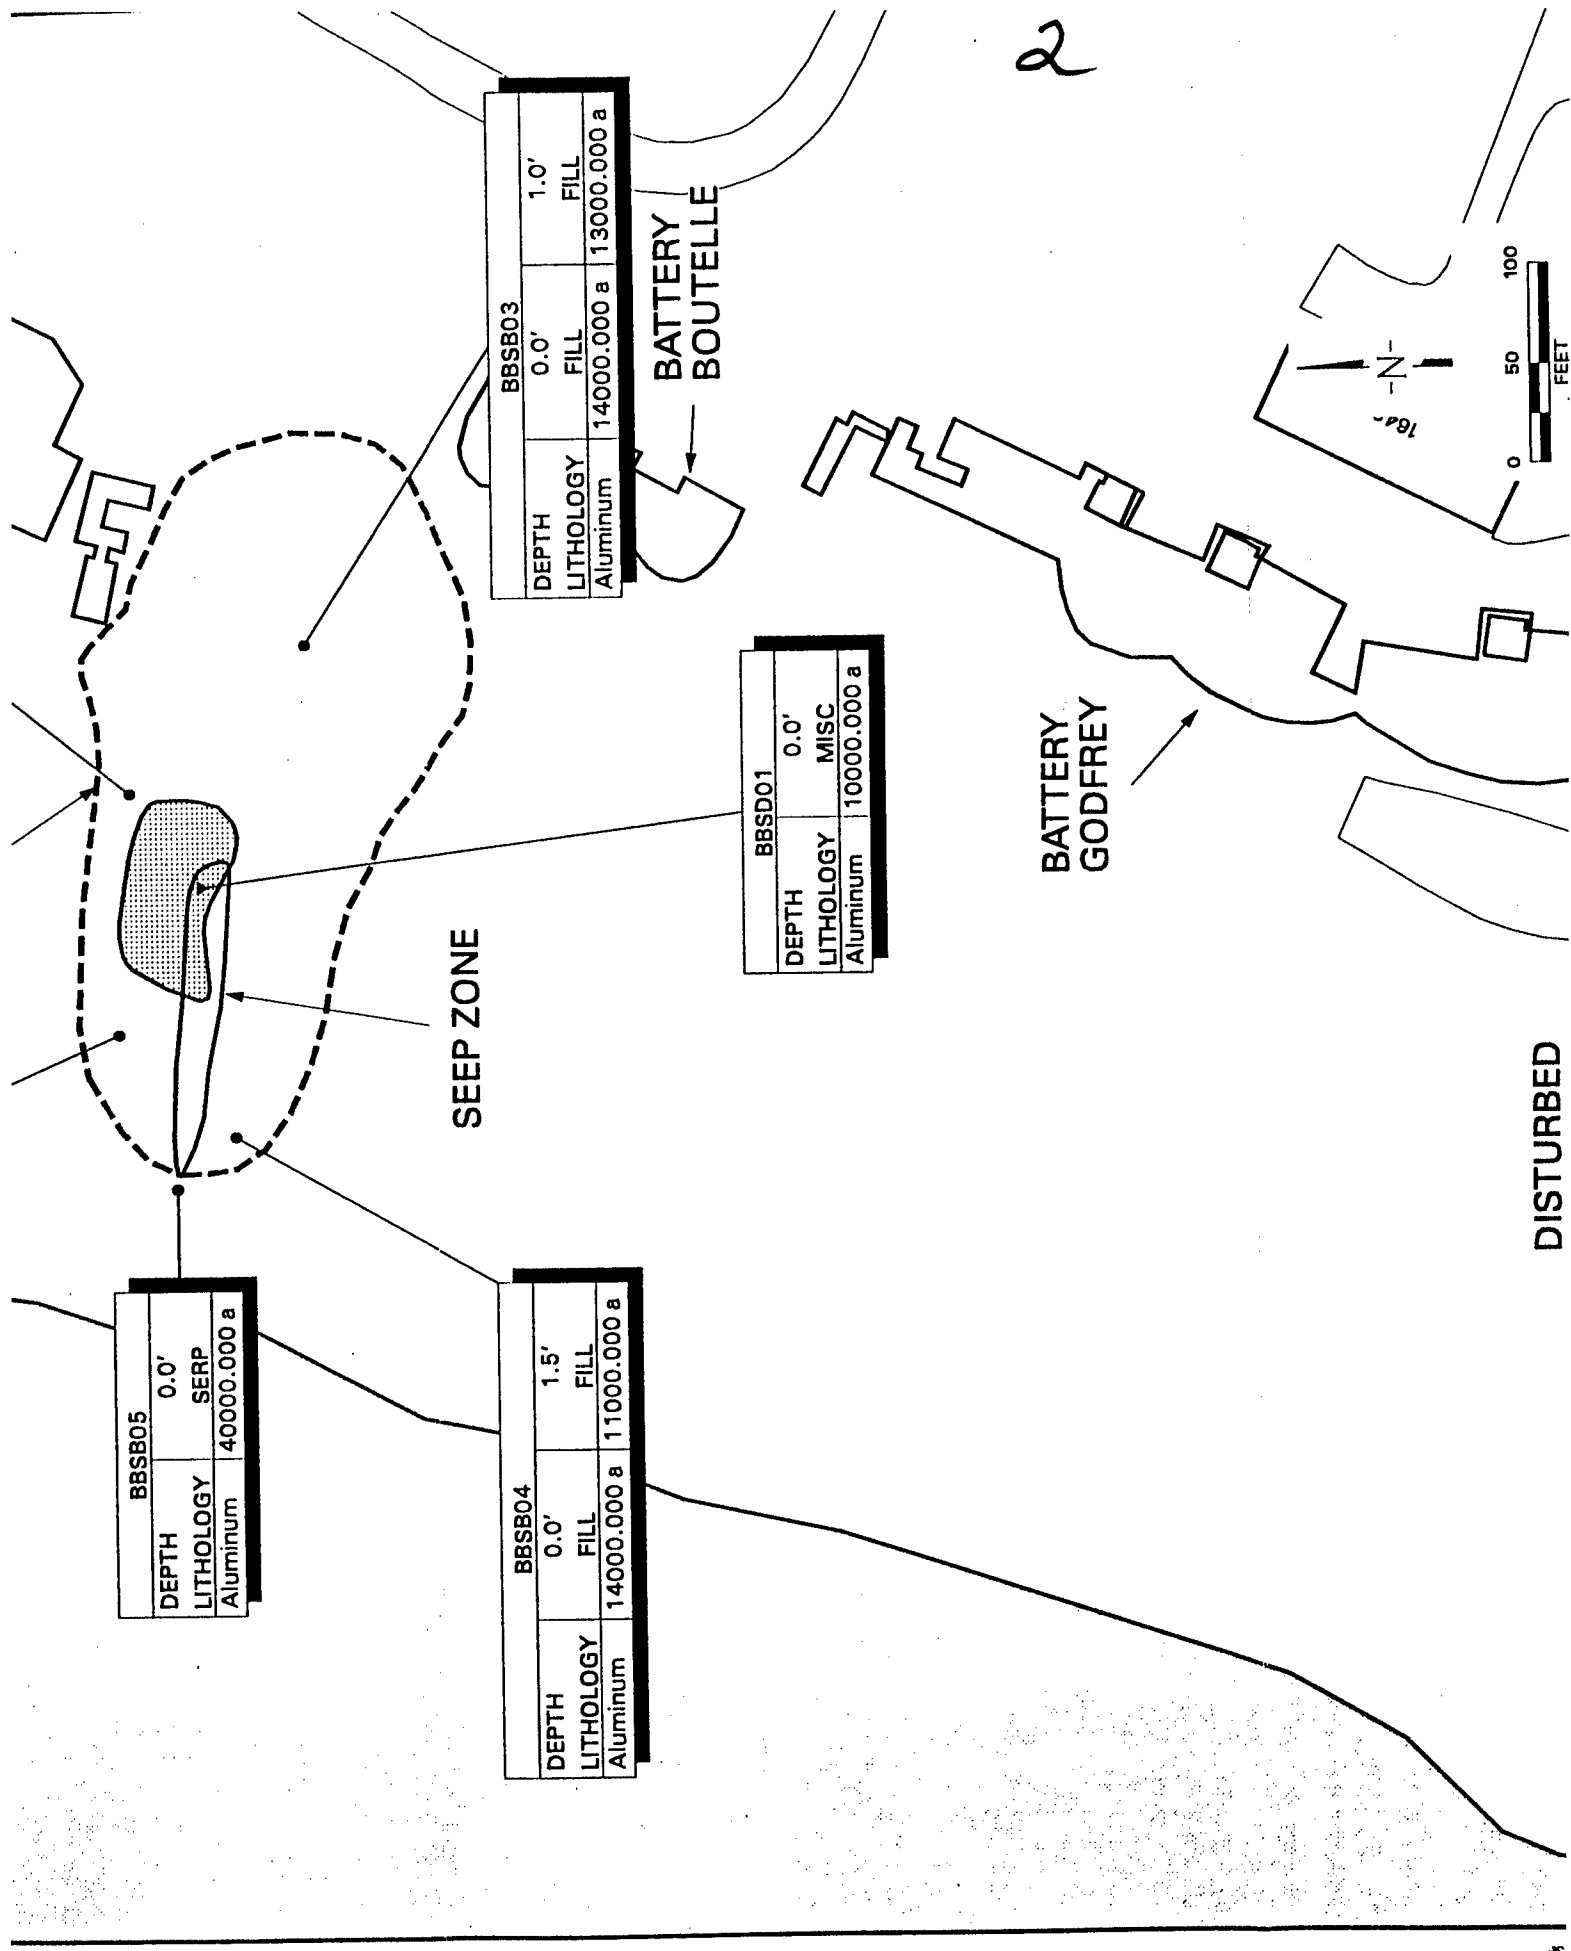 2
BBSB05
DEPTH 0.0'
LITHOLOGY SERP
Aluminum 40000.000 a
BBSB04
DEPTH 0.0' 1.5'
LITHOLOGY FILL FILL
Aluminum 14000.000 a 11000.000 a
SEEP ZONE
BBSD01
DEPTH 0.0'
LITHOLOGY MISC
Aluminum 10000.000 a
BBSB03
DEPTH 0.0' 1.0'
LITHOLOGY FILL FILL
Aluminum 14000.000 a 13000.000 a
BATTERY
BOUTELLE
BATTERY
GODFREY
DISTURBED
-N-
0 50 100
FEET